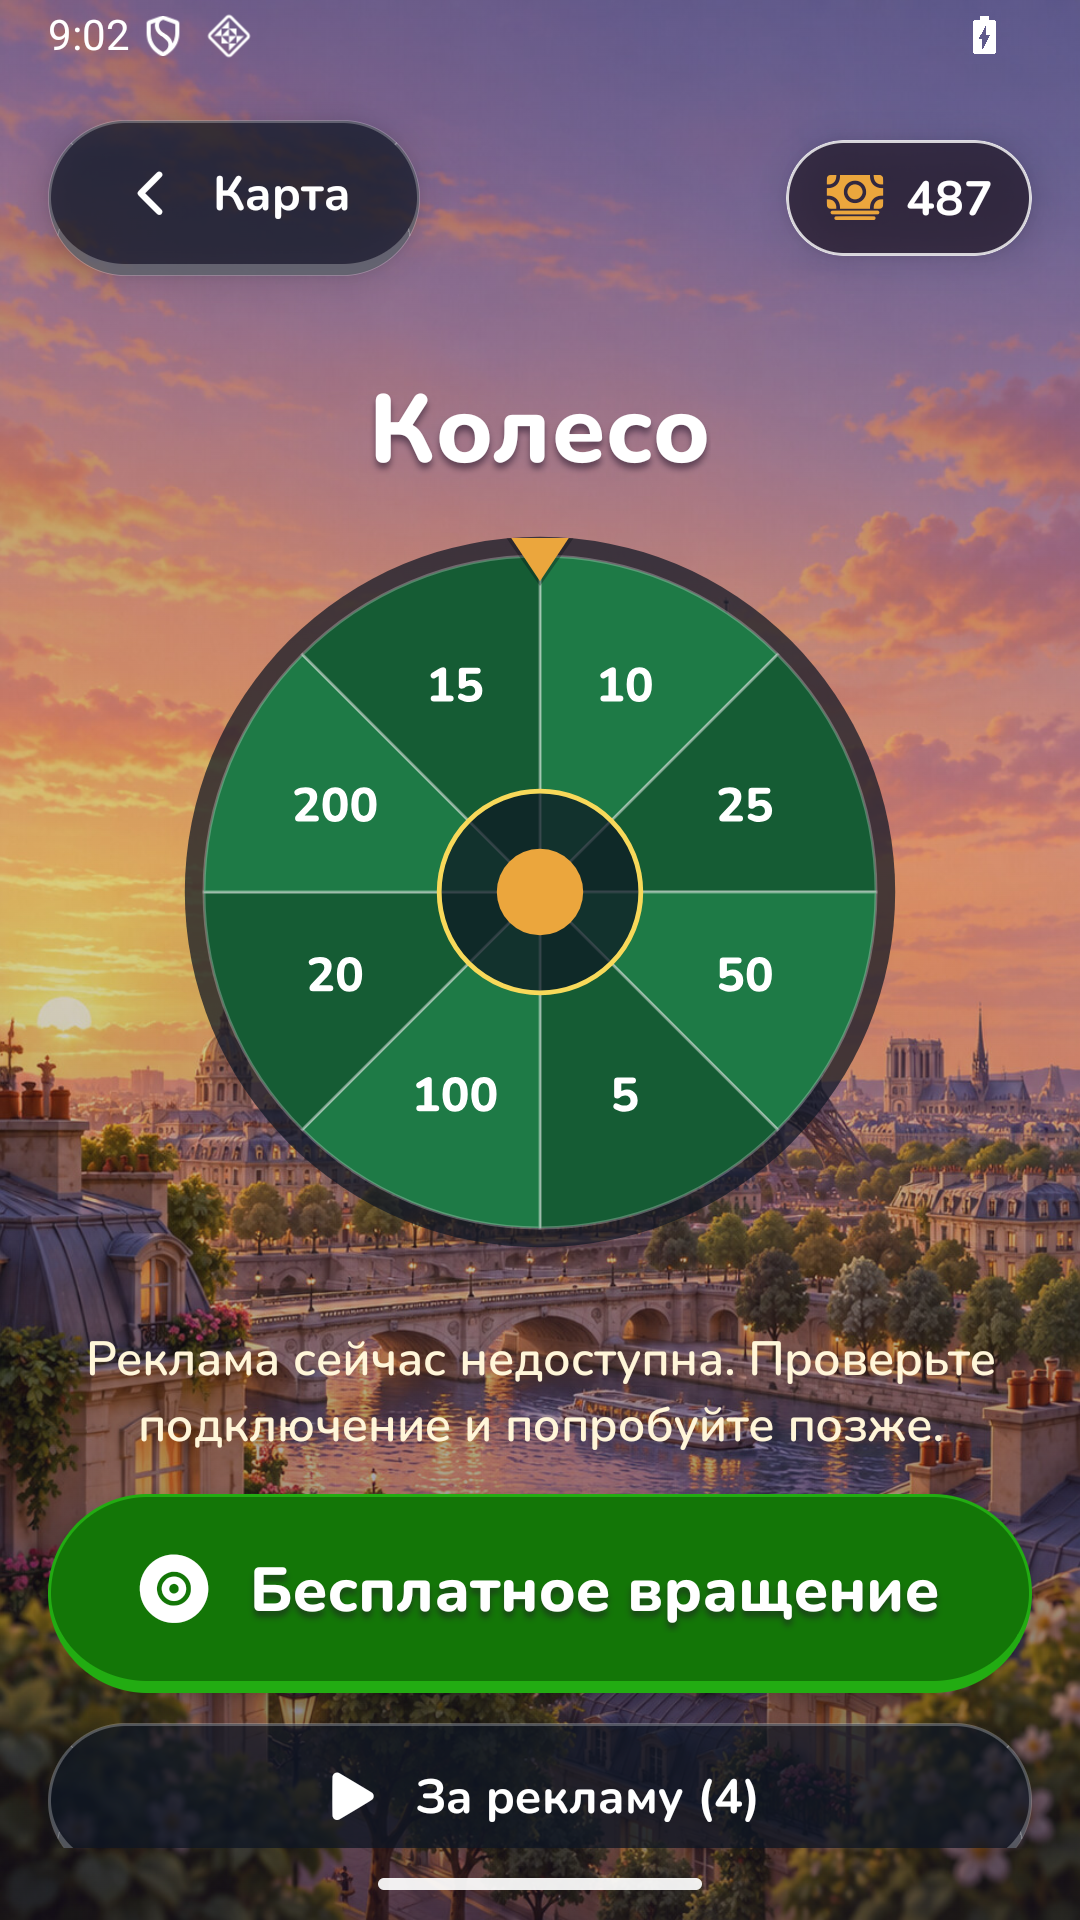 9:02
Карта
487
Колесо
15
10
200
25
20
50
100
5
Реклама сейчас недоступна. Проверьте
подключение и попробуйте позже.
Бесплатное вращение
За рекламу (4)